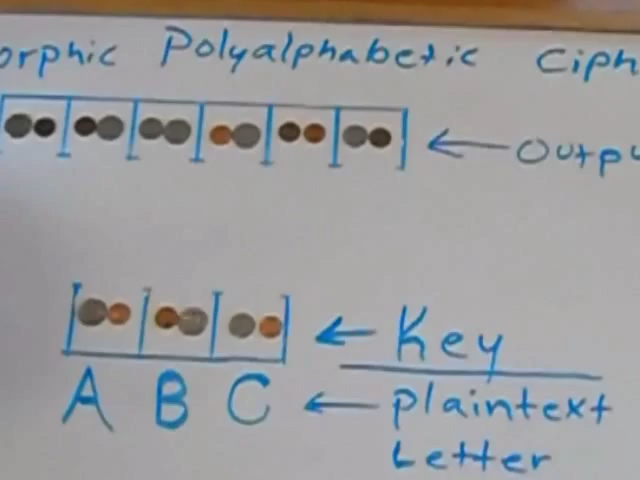 orphic Polyalphabetic Ciph
← Outpu
← Key
A B C ← Plaintext
Letter